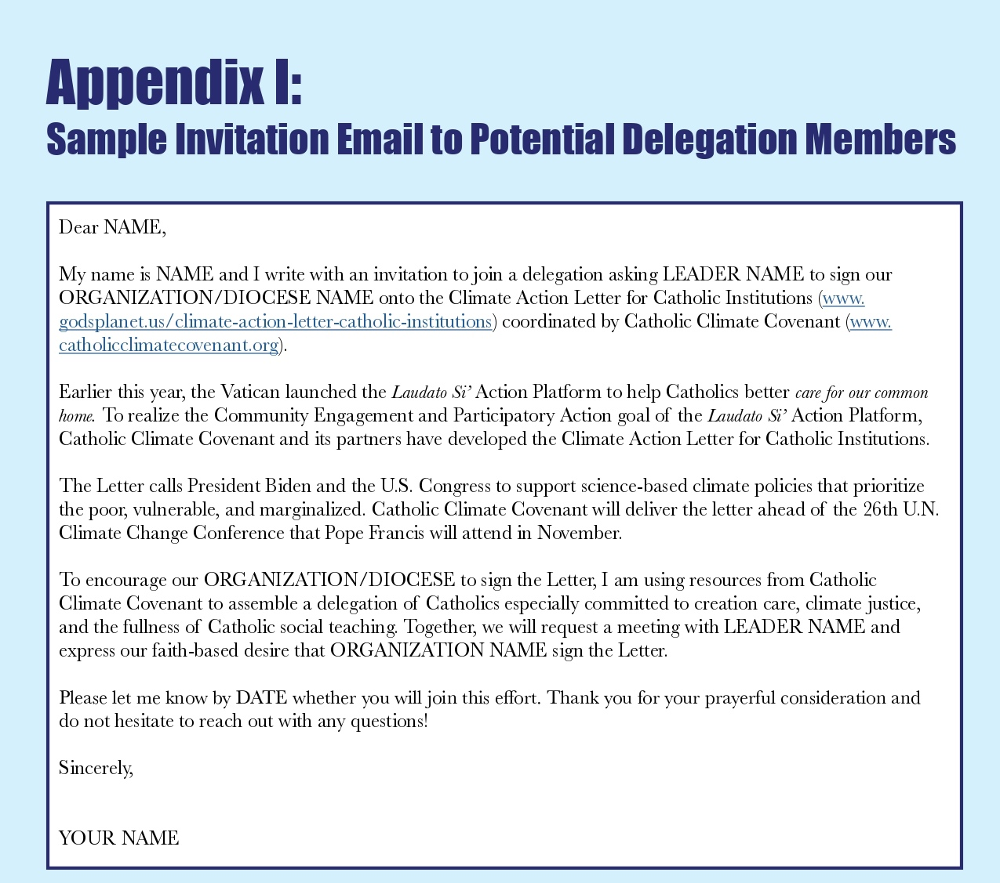 Appendix I:
Sample Invitation Email to Potential Delegation Members
Dear NAME,
My name is NAME and I write with an invitation to join a delegation asking LEADER NAME to sign our
ORGANIZATION/DIOCESE NAME onto the Climate Action Letter for Catholic Institutions (www.
godsplanet.us/climate-action-letter-catholic-institutions) coordinated by Catholic Climate Covenant (www.
catholicclimatecovenant.org).
Earlier this year, the Vatican launched the Laudato Si’ Action Platform to help Catholics better care for our common
home. To realize the Community Engagement and Participatory Action goal of the Laudato Si’ Action Platform,
Catholic Climate Covenant and its partners have developed the Climate Action Letter for Catholic Institutions.
The Letter calls President Biden and the U.S. Congress to support science-based climate policies that prioritize
the poor, vulnerable, and marginalized. Catholic Climate Covenant will deliver the letter ahead of the 26th U.N.
Climate Change Conference that Pope Francis will attend in November.
To encourage our ORGANIZATION/DIOCESE to sign the Letter, I am using resources from Catholic
Climate Covenant to assemble a delegation of Catholics especially committed to creation care, climate justice,
and the fullness of Catholic social teaching. Together, we will request a meeting with LEADER NAME and
express our faith-based desire that ORGANIZATION NAME sign the Letter.
Please let me know by DATE whether you will join this effort. Thank you for your prayerful consideration and
do not hesitate to reach out with any questions!
Sincerely,
YOUR NAME